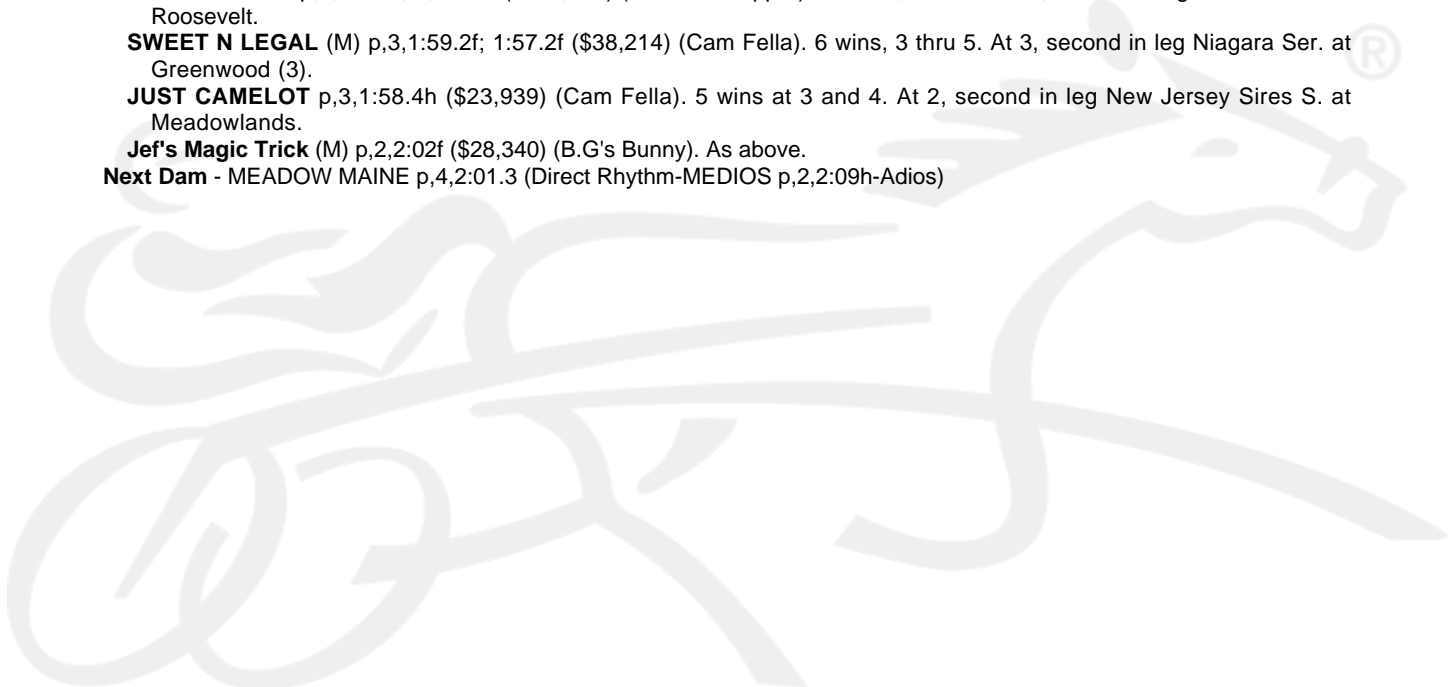 Roosevelt.
SWEET N LEGAL (M) p,3,1:59.2f; 1:57.2f ($38,214) (Cam Fella). 6 wins, 3 thru 5. At 3, second in leg Niagara Ser. at
Greenwood (3).
JUST CAMELOT p,3,1:58.4h ($23,939) (Cam Fella). 5 wins at 3 and 4. At 2, second in leg New Jersey Sires S. at
Meadowlands.
Jef's Magic Trick (M) p,2,2:02f ($28,340) (B.G's Bunny). As above.
Next Dam - MEADOW MAINE p,4,2:01.3 (Direct Rhythm-MEDIOS p,2,2:09h-Adios)
®